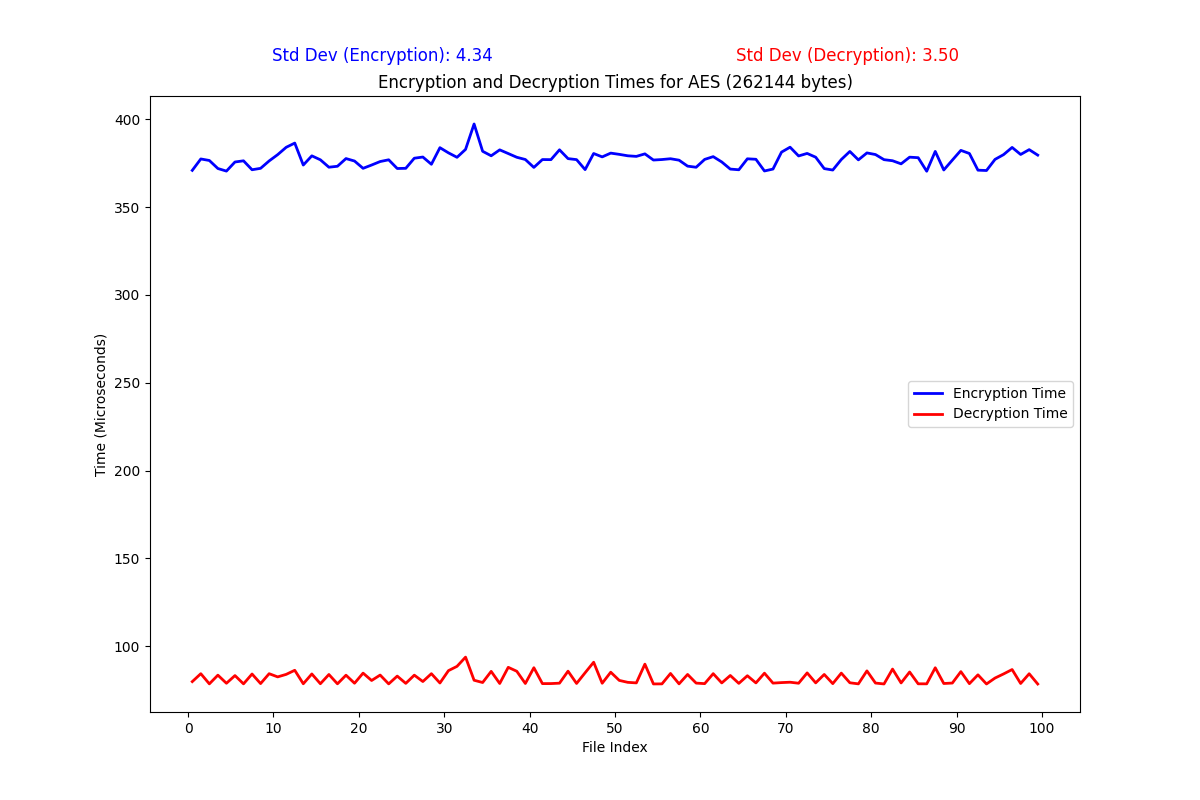 Std Dev (Encryption): 4.34
Std Dev (Decryption): 3.50
Encryption and Decryption Times for AES (262144 bytes)
400
350
300
250
200
150
100
Time (Microseconds)
Encryption Time
Decryption Time
0 10 20 30 40 50 60 70 80 90 100
File Index